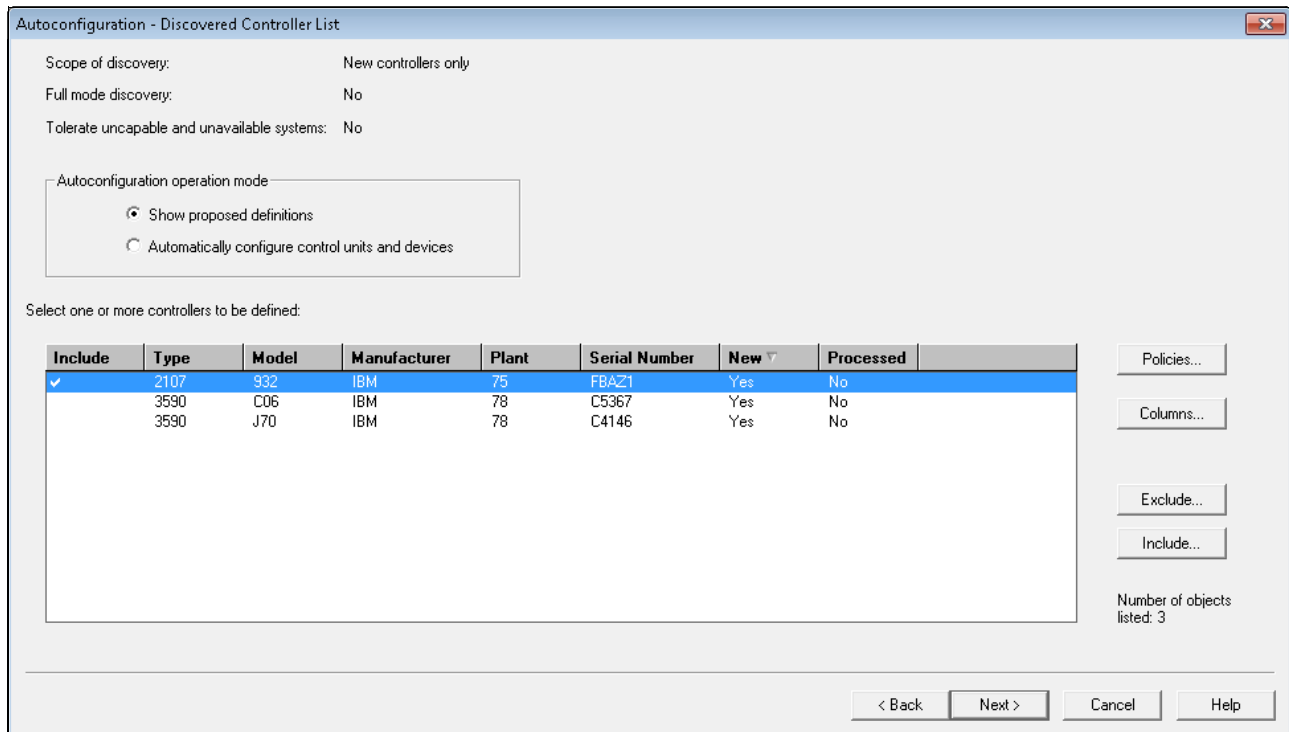 Autoconfiguration - Discovered Controller List
Scope of discovery: New controllers only
Full mode discovery: No
Tolerate uncapable and unavailable systems: No
Autoconfiguration operation mode
Show proposed definitions
Automatically configure control units and devices
Select one or more controllers to be defined:
Include Type Model Manufacturer Plant Serial Number New Processed
2107 932 IBM 75 FBAZ1 Yes No
3590 C06 IBM 78 C5367 Yes No
3590 J70 IBM 78 C4146 Yes No
Policies...
Columns...
Exclude...
Include...
Number of objects
listed: 3
< Back Next > Cancel Help